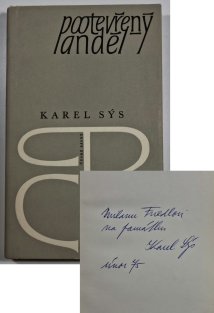 pootevřený
anděl
KAREL SÝS
na památku
Karel Sýs
únor 75